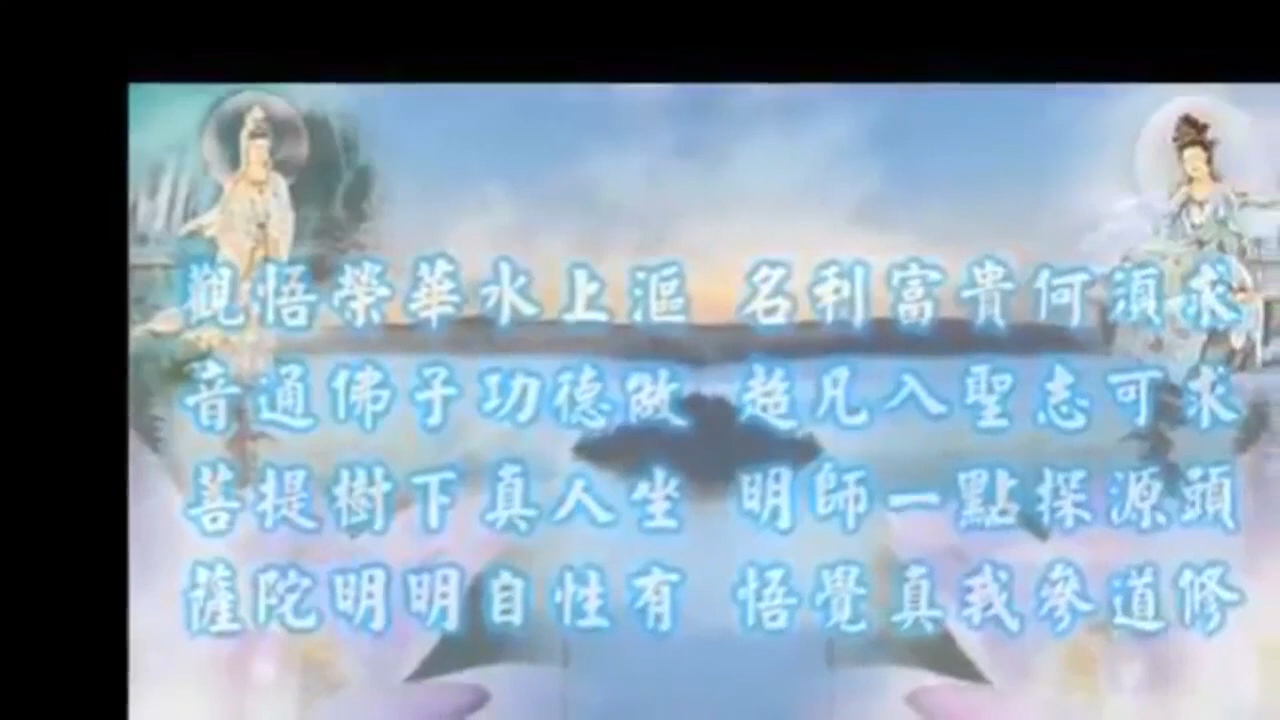 觀悟榮華水上漚 名利富貴何須求
音通佛子功德做 超凡入聖志可求
菩提樹下真人坐 明師一點探源頭
薩陀明明自性有 悟覺真我參道修